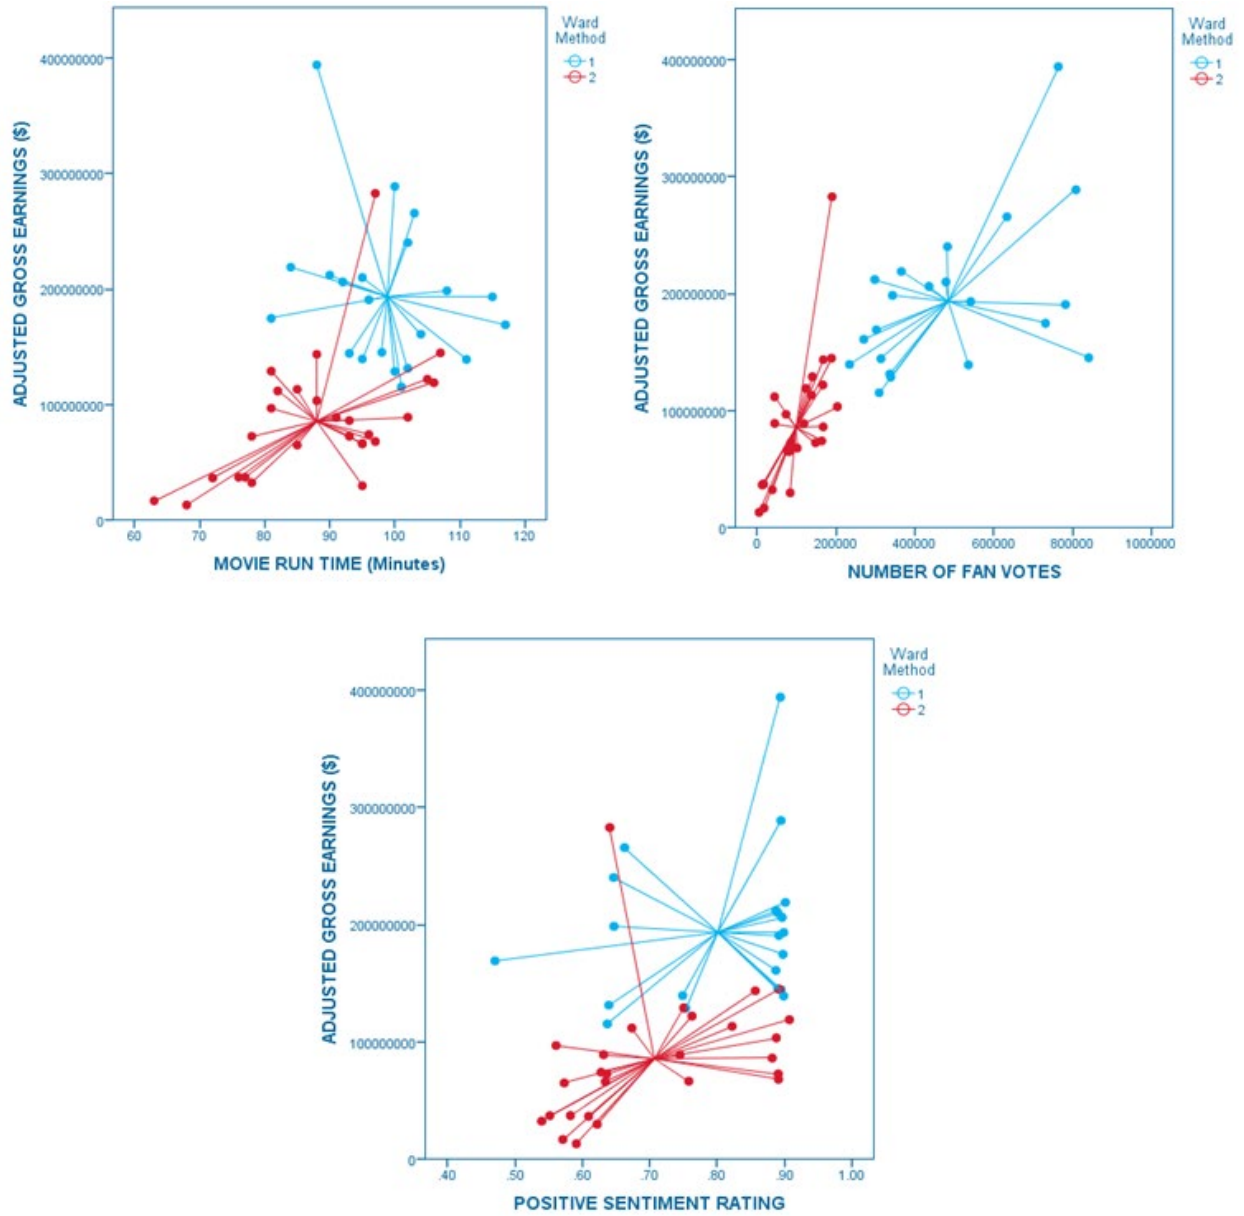 Ward
Method
1
2
ADJUSTED GROSS EARNINGS ($)
400000000
300000000
200000000
100000000
0
60 70 80 90 100 110 120
MOVIE RUN TIME (Minutes)
Ward
Method
1
2
ADJUSTED GROSS EARNINGS ($)
400000000
300000000
200000000
100000000
0
0 200000 400000 600000 800000 1000000
NUMBER OF FAN VOTES
Ward
Method
1
2
ADJUSTED GROSS EARNINGS ($)
400000000
300000000
200000000
100000000
0
.40 .50 .60 .70 .80 .90 1.00
POSITIVE SENTIMENT RATING